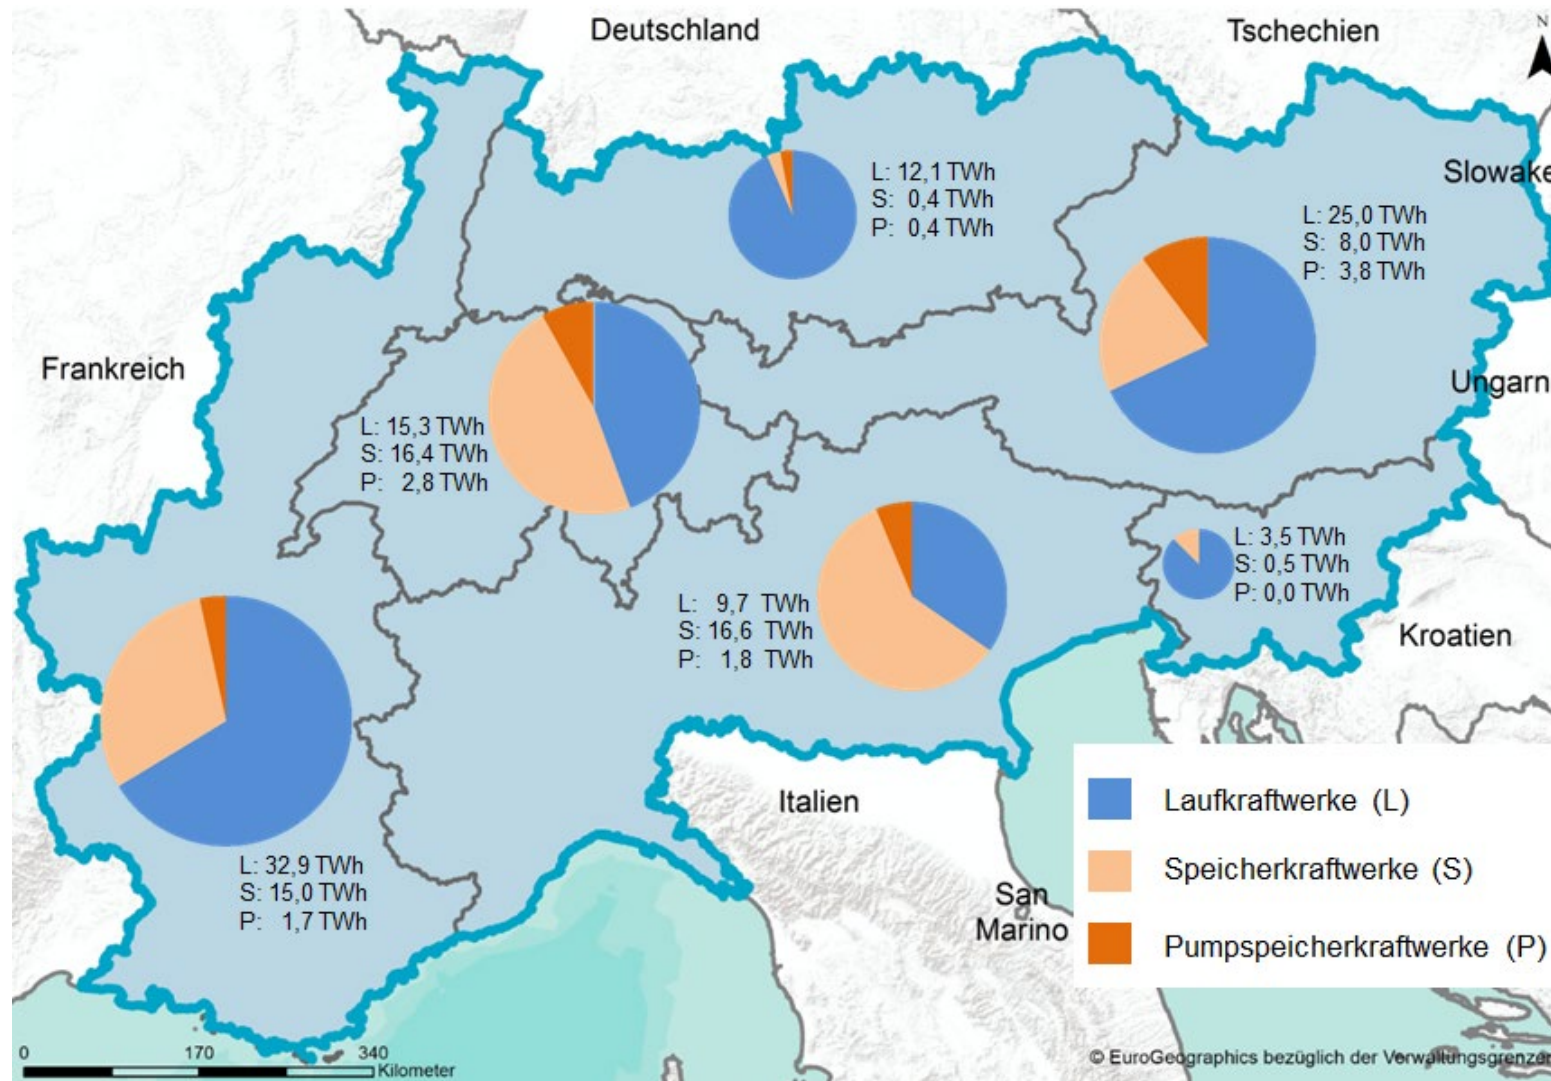 Deutschland
Tschechien
N
L: 12,1 TWh
S: 0,4 TWh
P: 0,4 TWh
Slowake
L: 25,0 TWh
S: 8,0 TWh
P: 3,8 TWh
Frankreich
Ungarn
L: 15,3 TWh
S: 16,4 TWh
P: 2,8 TWh
L: 3,5 TWh
S: 0,5 TWh
P: 0,0 TWh
L: 9,7 TWh
S: 16,6 TWh
P: 1,8 TWh
Kroatien
Italien
L: 32,9 TWh
S: 15,0 TWh
P: 1,7 TWh
San
Marino
Laufkraftwerke (L)
Speicherkraftwerke (S)
Pumpspeicherkraftwerke (P)
0 170 340
Kilometer
© EuroGeographics bezüglich der Verwaltungsgrenzen